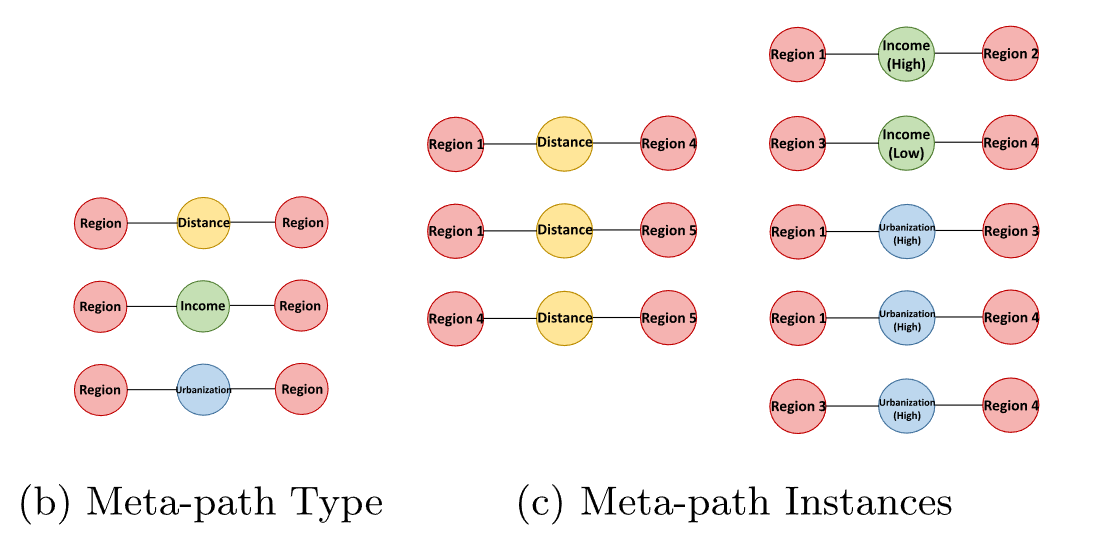 Region Distance Region
Region Income Region
Region Urbanization Region
(b) Meta-path Type
Region 1 Distance Region 4
Region 1 Distance Region 5
Region 4 Distance Region 5
Region 1 Income Region 2
(High)
Region 3 Income Region 4
(Low)
Region 1 Urbanization Region 3
(High)
Region 1 Urbanization Region 4
(High)
Region 3 Urbanization Region 4
(High)
(c) Meta-path Instances